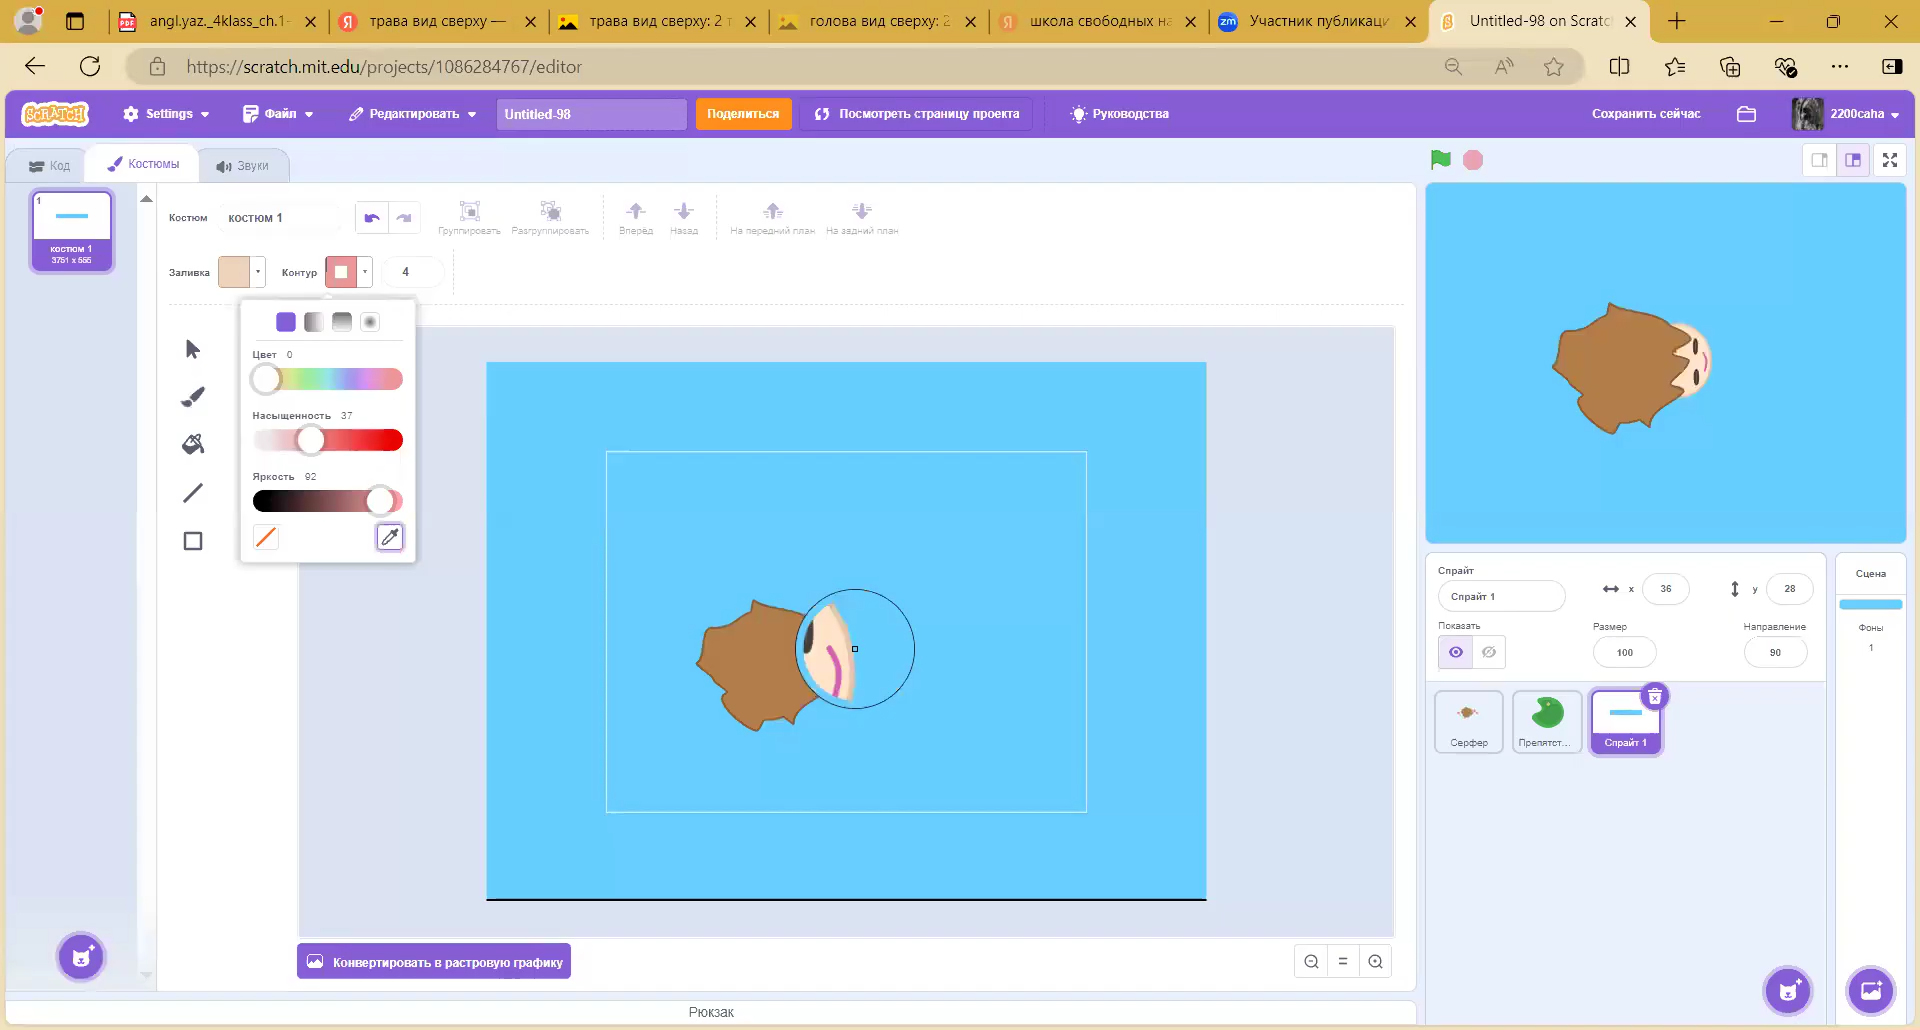 angl.yaz._4klass_ch.1-
трава вид сверху —
трава вид сверху: 2 т
голова вид сверху: 2
школа свободных на
Участник публикаци
Untitled-98 on Scratc
https://scratch.mit.edu/projects/1086284767/editor
SCRATCH
Settings
Файл
Редактировать
Untitled-98
Поделиться
Посмотреть страницу проекта
Руководства
Сохранить сейчас
2200caha
Код
Костюмы
Звуки
1
костюм 1
3751 x 555
Костюм
костюм 1
Группировать
Разгруппировать
Вперёд
Назад
На передний план
На задний план
Заливка
Контур
4
Цвет 0
Насыщенность 37
Яркость 92
Конвертировать в растровую графику
Рюкзак
Спрайт
Спрайт 1
x 36
y 28
Показать
Размер
100
Направление
90
Серфер
Препятст...
Спрайт 1
Сцена
Фоны
1